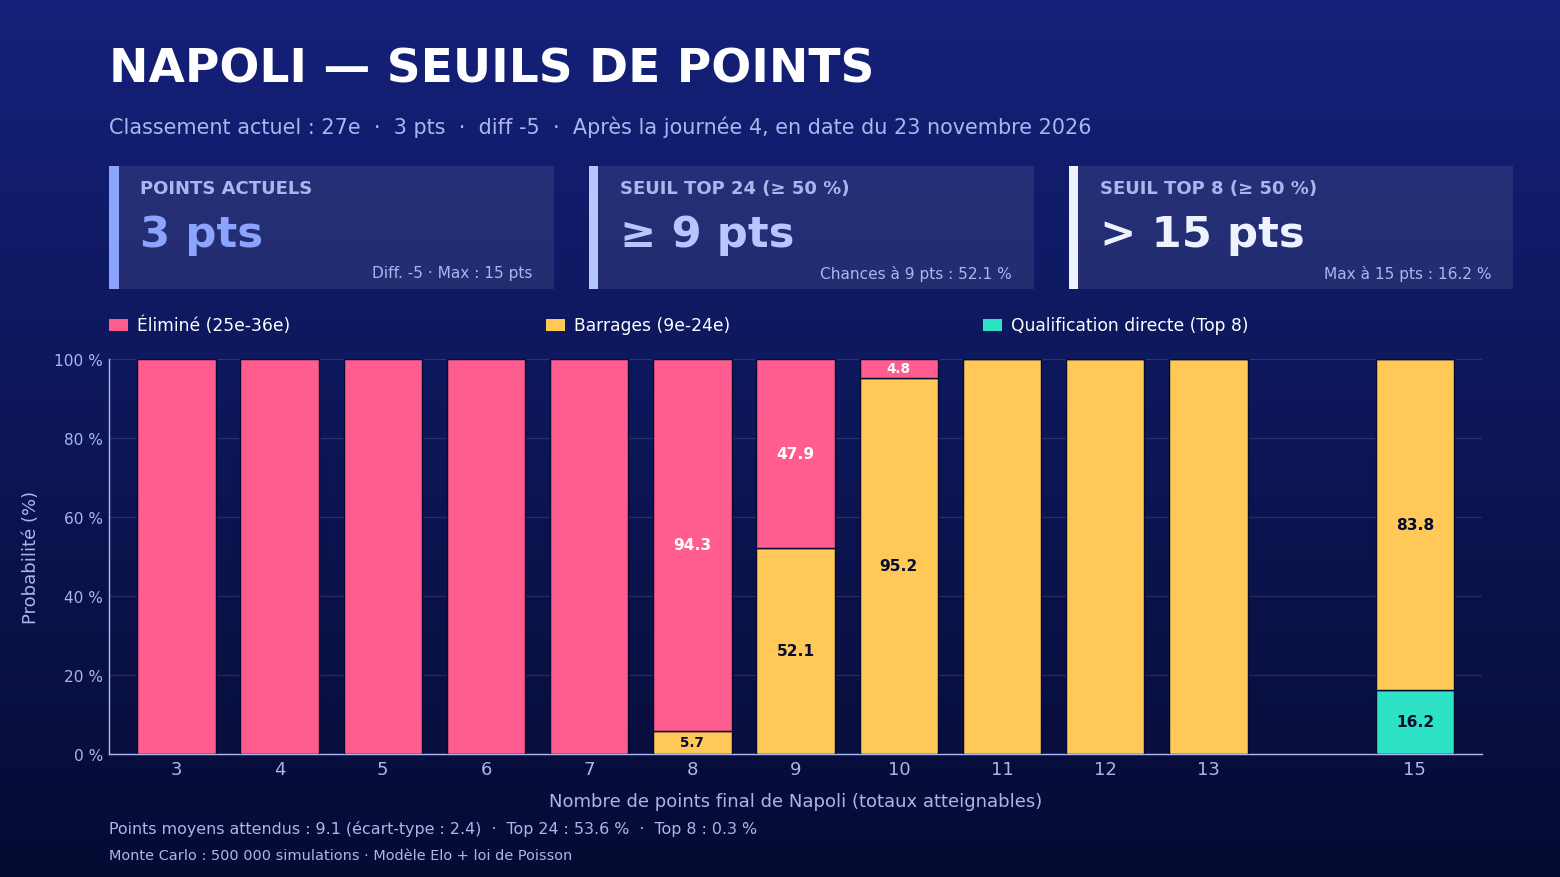 NAPOLI — SEUILS DE POINTS
Classement actuel : 27e · 3 pts · diff -5 · Après la journée 4, en date du 23 novembre 2026
POINTS ACTUELS
3 pts
Diff. -5 · Max : 15 pts
SEUIL TOP 24 (≥ 50 %)
≥ 9 pts
Chances à 9 pts : 52.1 %
SEUIL TOP 8 (≥ 50 %)
> 15 pts
Max à 15 pts : 16.2 %
Éliminé (25e-36e)
Barrages (9e-24e)
Qualification directe (Top 8)
Probabilité (%)
100 %
80 %
60 %
40 %
20 %
0 %
94.3
5.7
47.9
52.1
4.8
95.2
83.8
16.2
3 4 5 6 7 8 9 10 11 12 13 15
Nombre de points final de Napoli (totaux atteignables)
Points moyens attendus : 9.1 (écart-type : 2.4) · Top 24 : 53.6 % · Top 8 : 0.3 %
Monte Carlo : 500 000 simulations · Modèle Elo + loi de Poisson